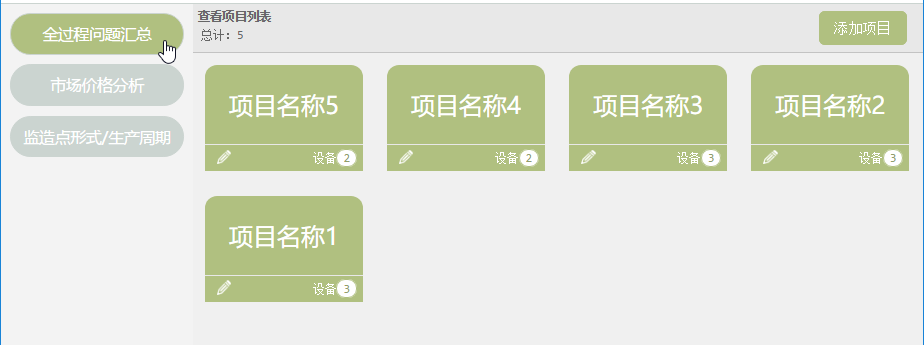 全过程问题汇总
市场价格分析
监造点形式/生产周期
查看项目列表
总计：5
添加项目
项目名称5
设备 2
项目名称4
设备 2
项目名称3
设备 3
项目名称2
设备 3
项目名称1
设备 3